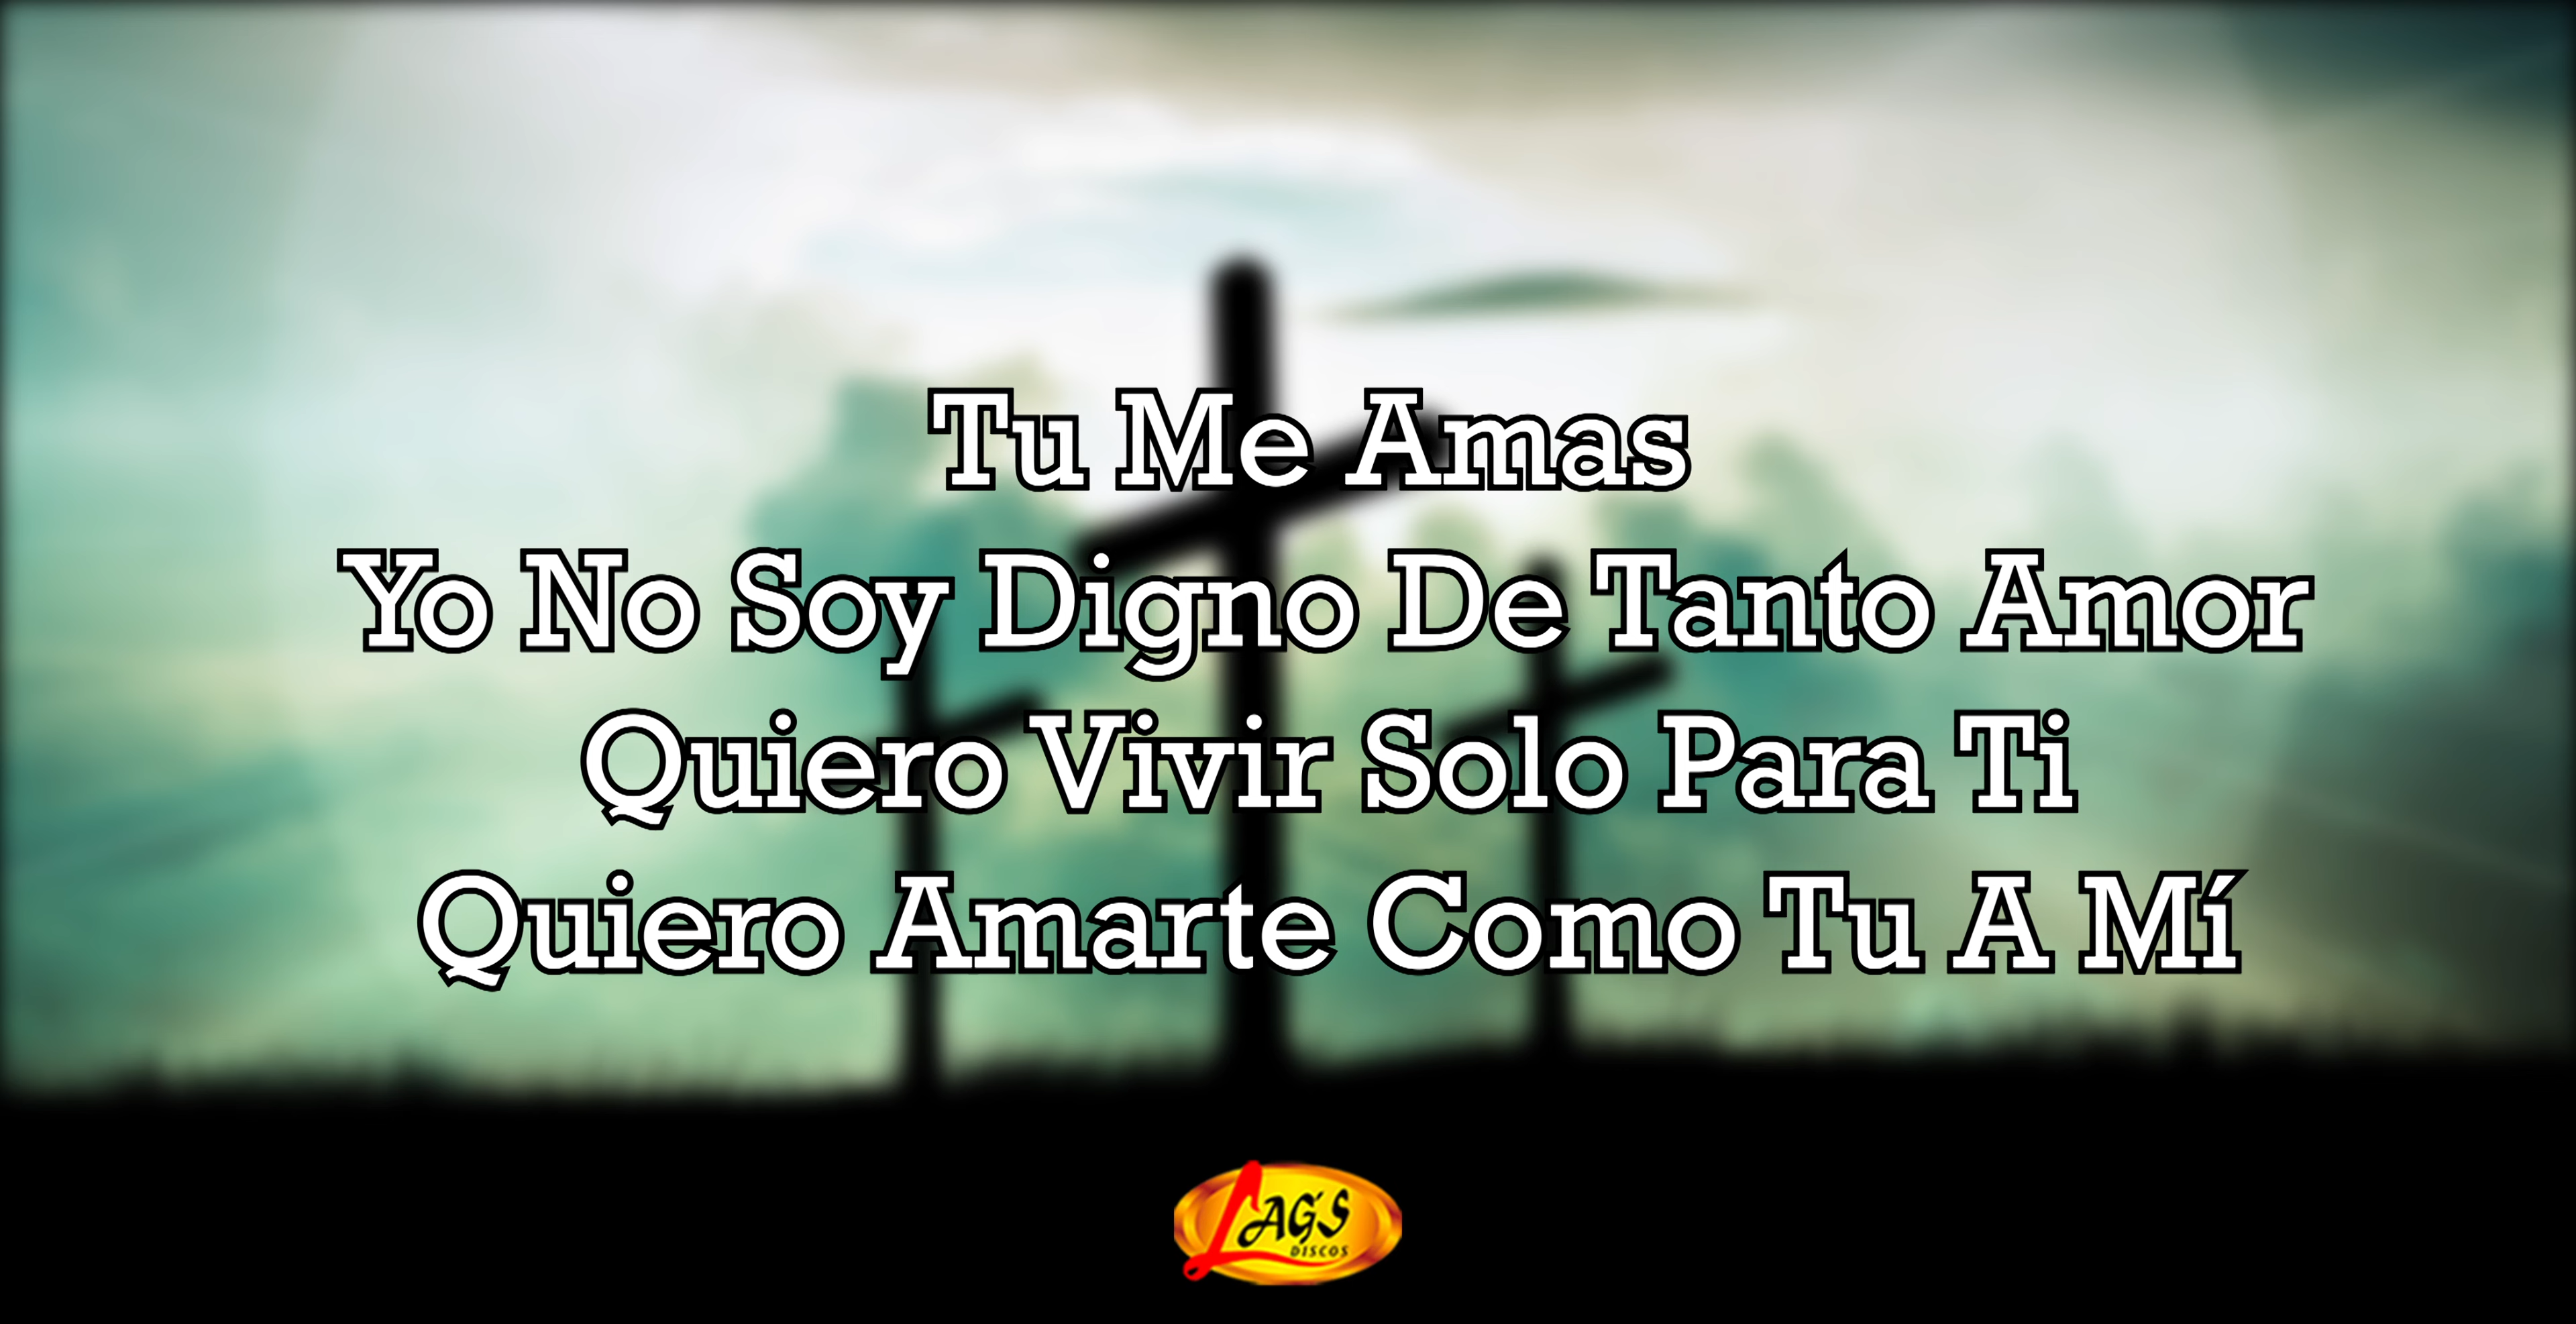 Tu Me Amas
Yo No Soy Digno De Tanto Amor
Quiero Vivir Solo Para Ti
Quiero Amarte Como Tu A Mí
LAG'S
DISCOS